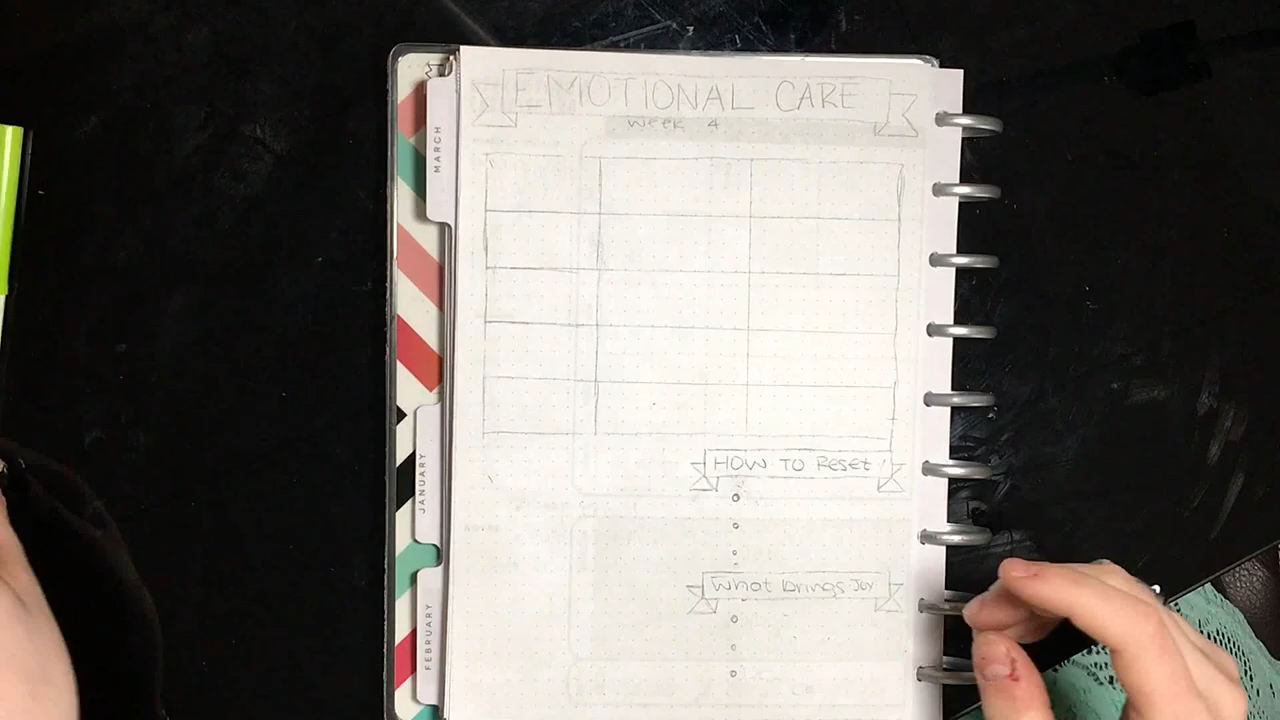 EMOTIONAL CARE
week 4
HOW TO Reset
What brings Joy
MARCH
JANUARY
FEBRUARY